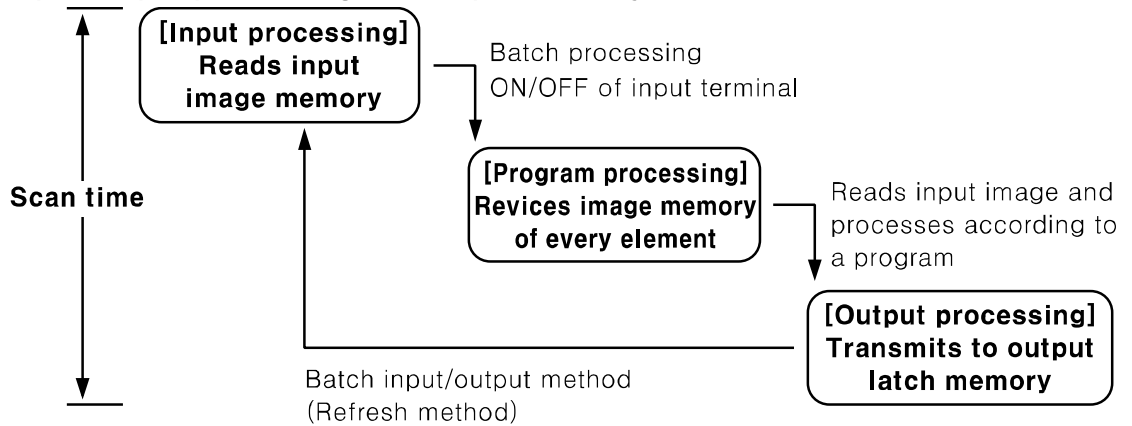 [Input processing]
Reads input
image memory
Batch processing
ON/OFF of input terminal
Scan time
[Program processing]
Revices image memory
of every element
Reads input image and
processes according to
a program
[Output processing]
Transmits to output
latch memory
Batch input/output method
(Refresh method)